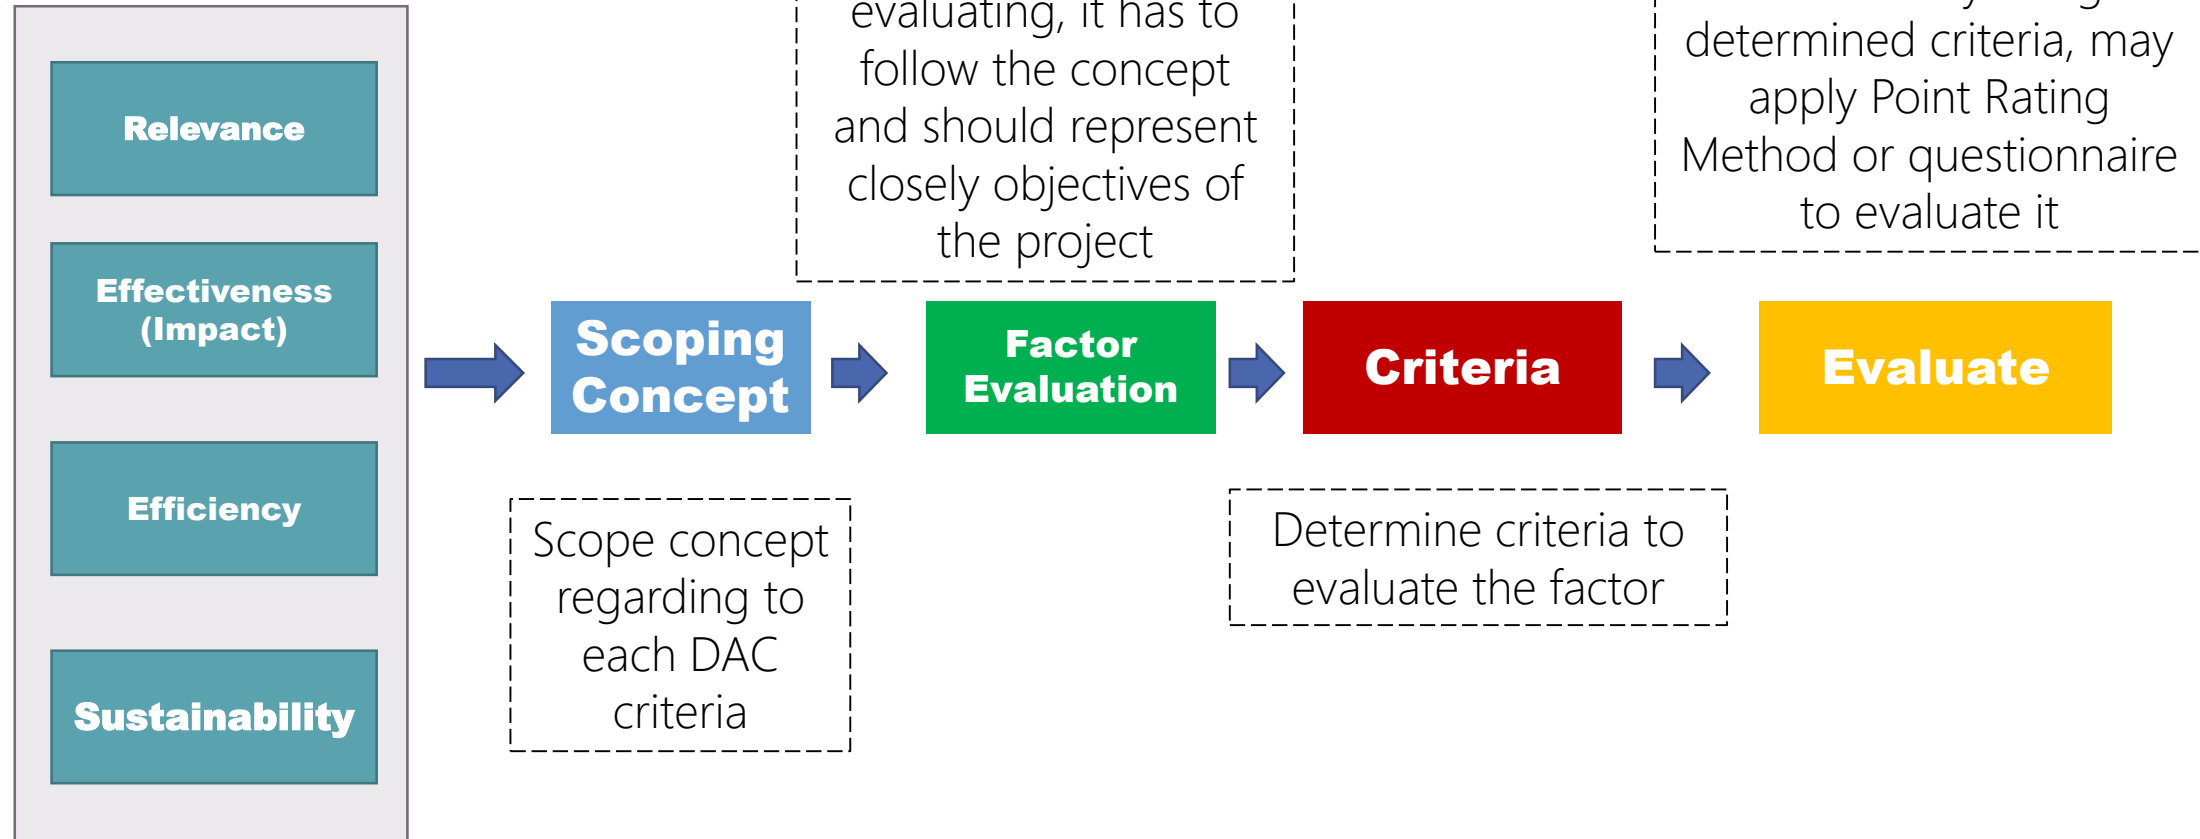 Relevance
Effectiveness
(Impact)
Efficiency
Sustainability
Scoping
Concept
Scope concept
regarding to
each DAC
criteria
evaluating, it has to
follow the concept
and should represent
closely objectives of
the project
Factor
Evaluation
Criteria
Determine criteria to
evaluate the factor
determined criteria, may
apply Point Rating
Method or questionnaire
to evaluate it
Evaluate